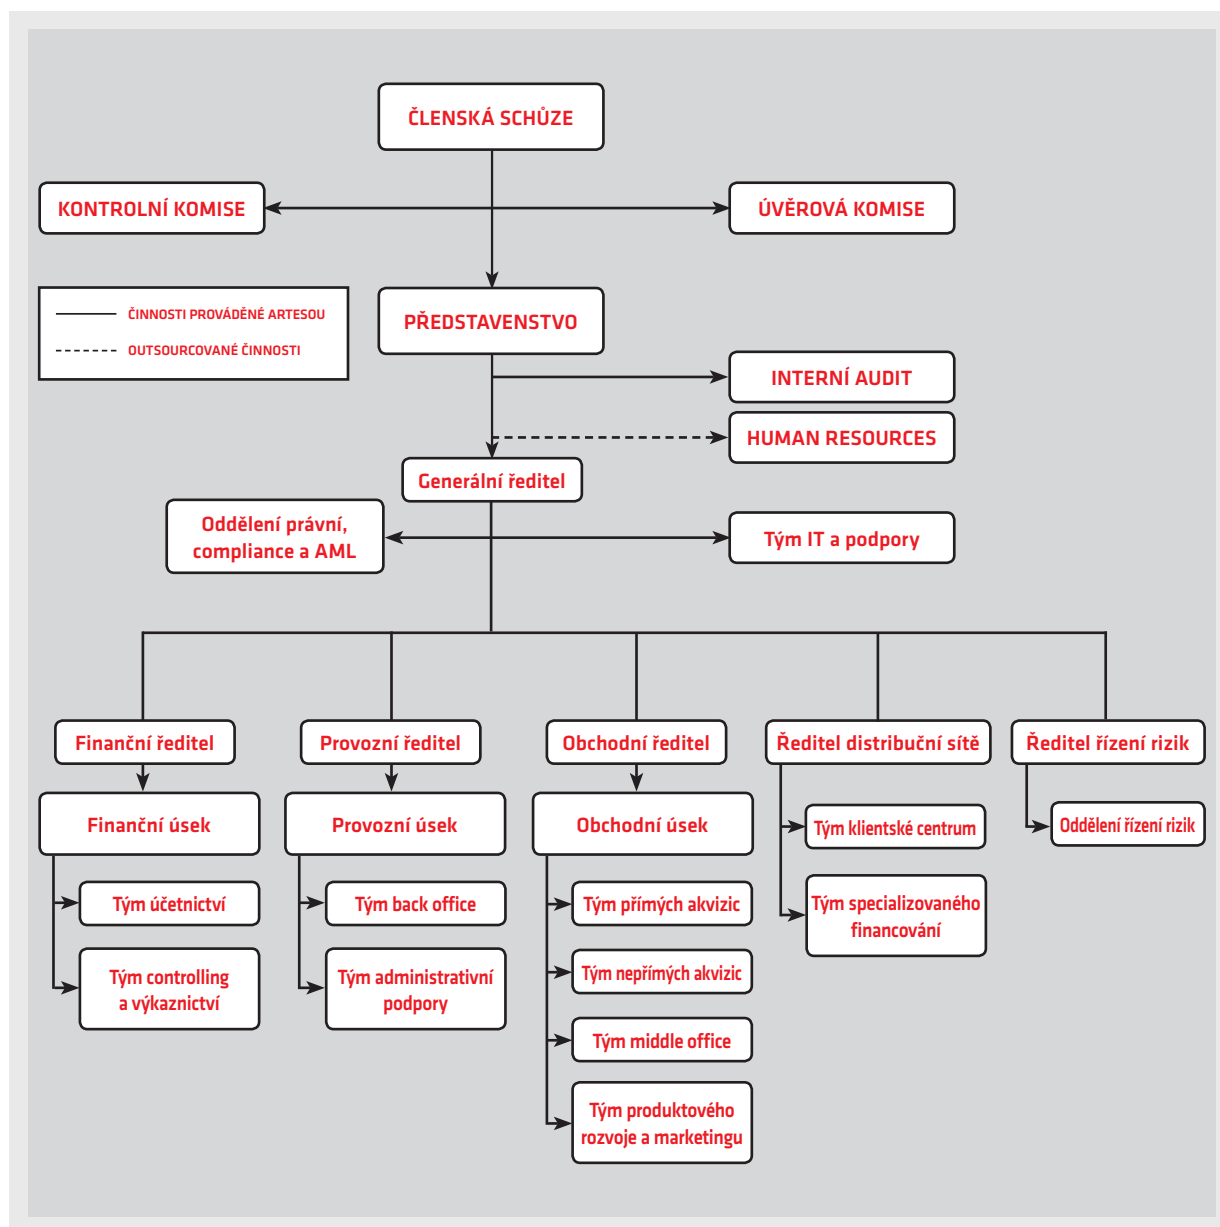 ČLENSKÁ SCHŮZE
KONTROLNÍ KOMISE
ÚVĚROVÁ KOMISE
ČINNOSTI PROVÁDĚNÉ ARTESOU
OUTSOURCOVANÉ ČINNOSTI
PŘEDSTAVENSTVO
INTERNÍ AUDIT
HUMAN RESOURCES
Generální ředitel
Oddělení právní,
compliance a AML
Tým IT a podpory
Finanční ředitel
Provozní ředitel
Obchodní ředitel
Ředitel distribuční sítě
Ředitel řízení rizik
Finanční úsek
Provozní úsek
Obchodní úsek
Tým klientské centrum
Oddělení řízení rizik
Tým účetnictví
Tým back office
Tým přímých akvizic
Tým specializovaného
financování
Tým controlling
a výkaznictví
Tým administrativní
podpory
Tým nepřímých akvizic
Tým middle office
Tým produktového
rozvoje a marketingu